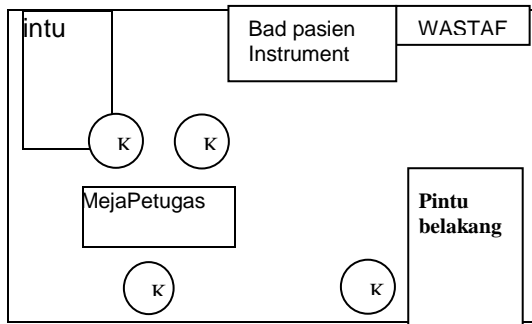 intu
Bad pasien
Instrument
WASTAF
K
K
MejaPetugas
Pintu
belakang
K
K